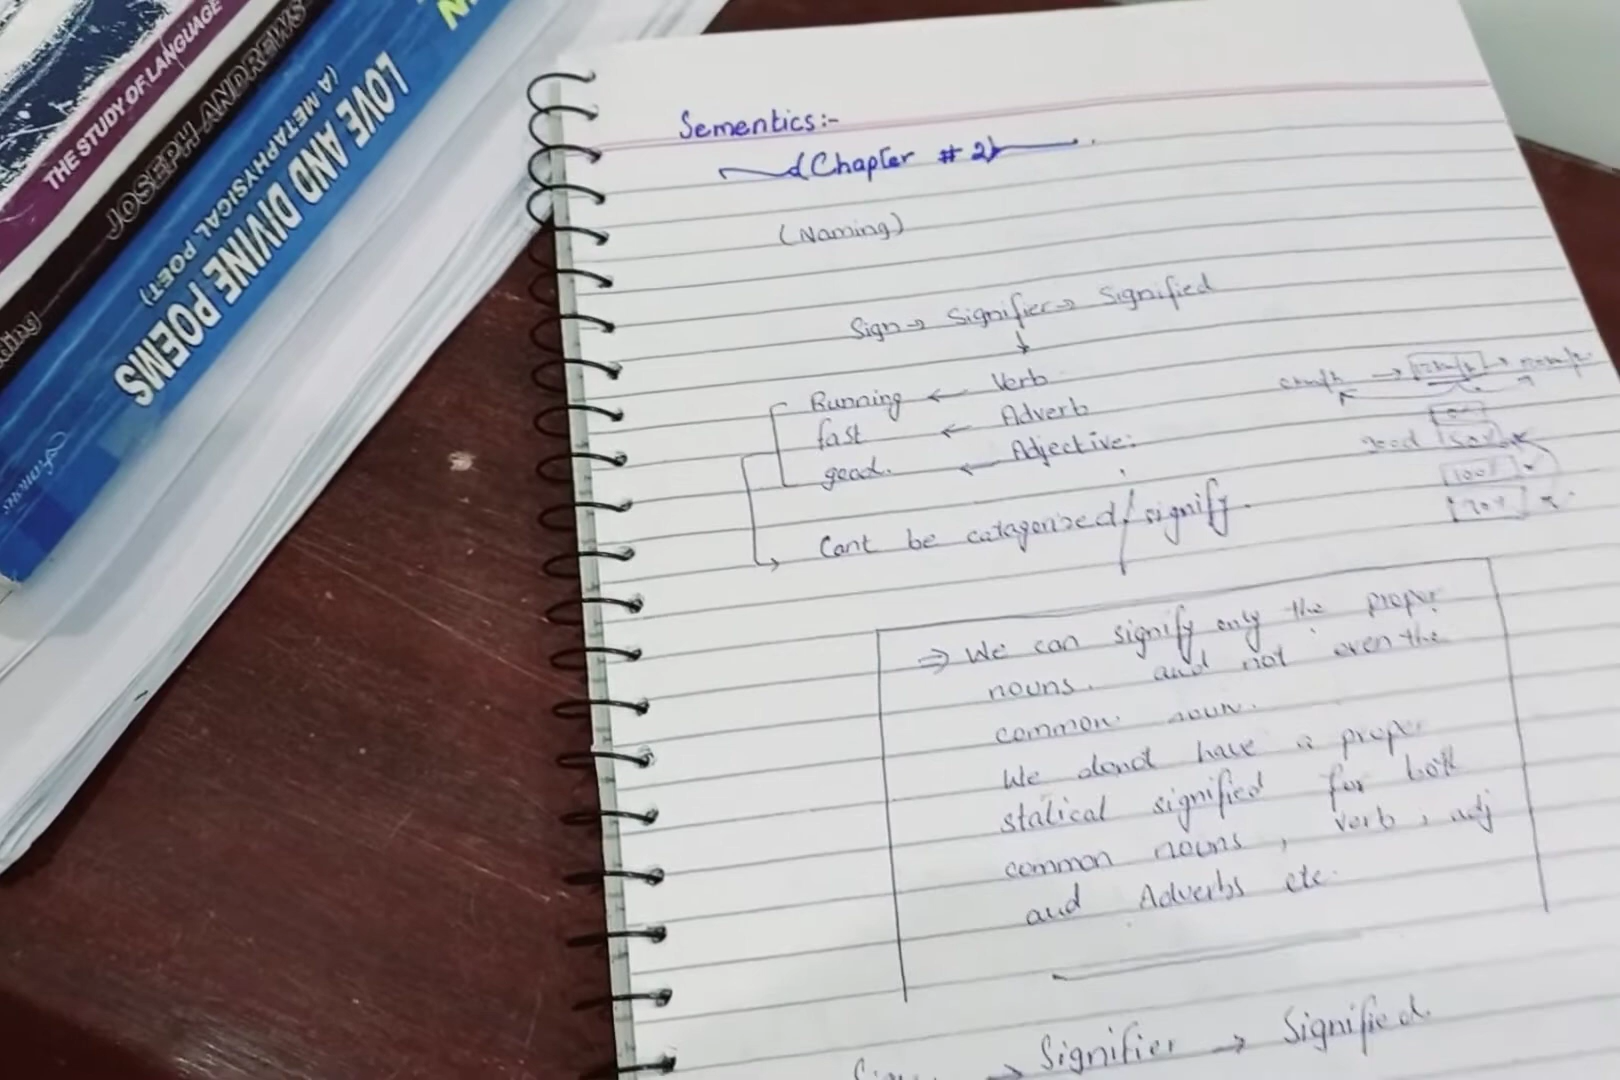 THE STUDY OF LANGUAGE
JOSEPH ANDREWS
LOVE AND DIVINE POEMS
(A METAPHYSICAL POET)
Famous
Sementics:-
(Chapter # 2)
(Naming)
Sign → Signifier → Signified
↓
Running ← Verb
fast ← Adverb
good. ← Adjective:
Cant be catagorized / signify.
⇒ We can signify only the proper
nouns. and not even the
common noun.
We donot have a proper
statical signified for both
common nouns, verb, adj
and Adverbs etc.
→ Signifier → Signified.